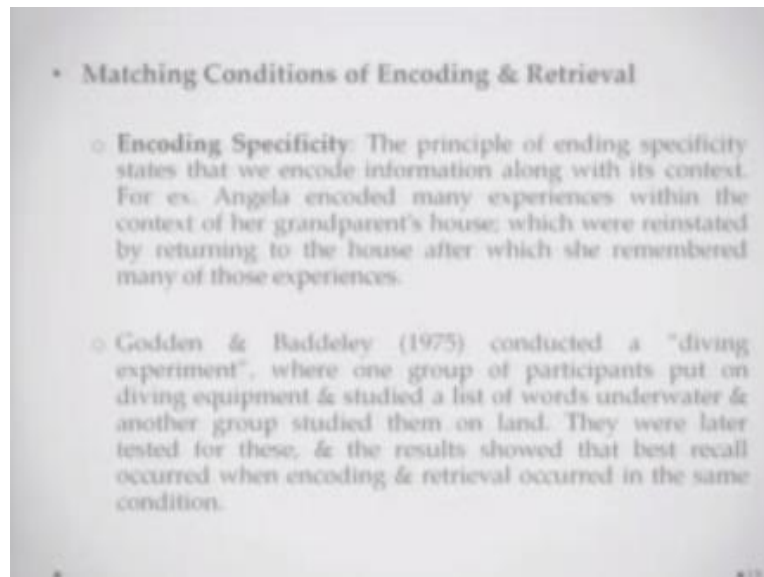 • Matching Conditions of Encoding & Retrieval
o Encoding Specificity: The principle of ending specificity
states that we encode information along with its context.
For ex. Angela encoded many experiences within the
context of her grandparent's house; which were reinstated
by returning to the house after which she remembered
many of those experiences.
o Godden & Baddeley (1975) conducted a "diving
experiment", where one group of participants put on
diving equipment & studied a list of words underwater &
another group studied them on land. They were later
tested for these, & the results showed that best recall
occurred when encoding & retrieval occurred in the same
condition.